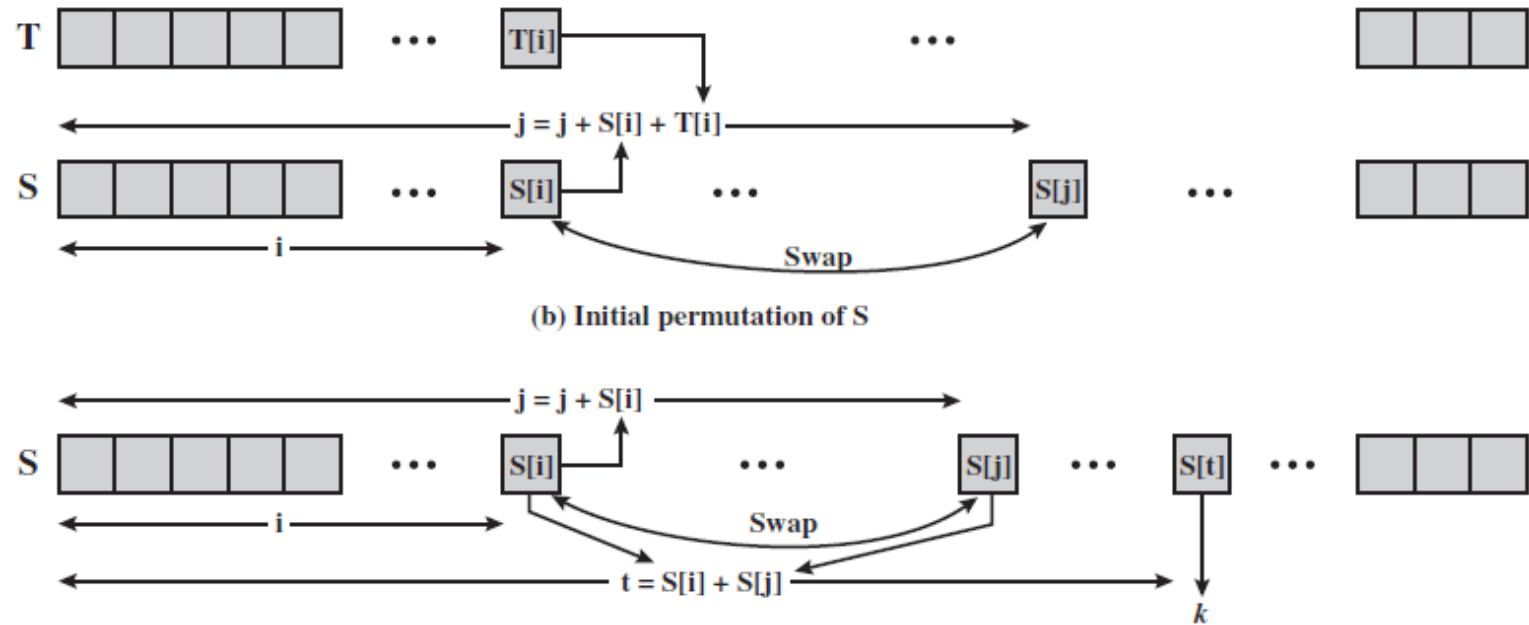 T
... T[i] ...
j = j + S[i] + T[i]
S
... S[i] ... S[j] ...
i
Swap
(b) Initial permutation of S
j = j + S[i]
S
... S[i] ... S[j] ... S[t] ...
i
Swap
t = S[i] + S[j]
k